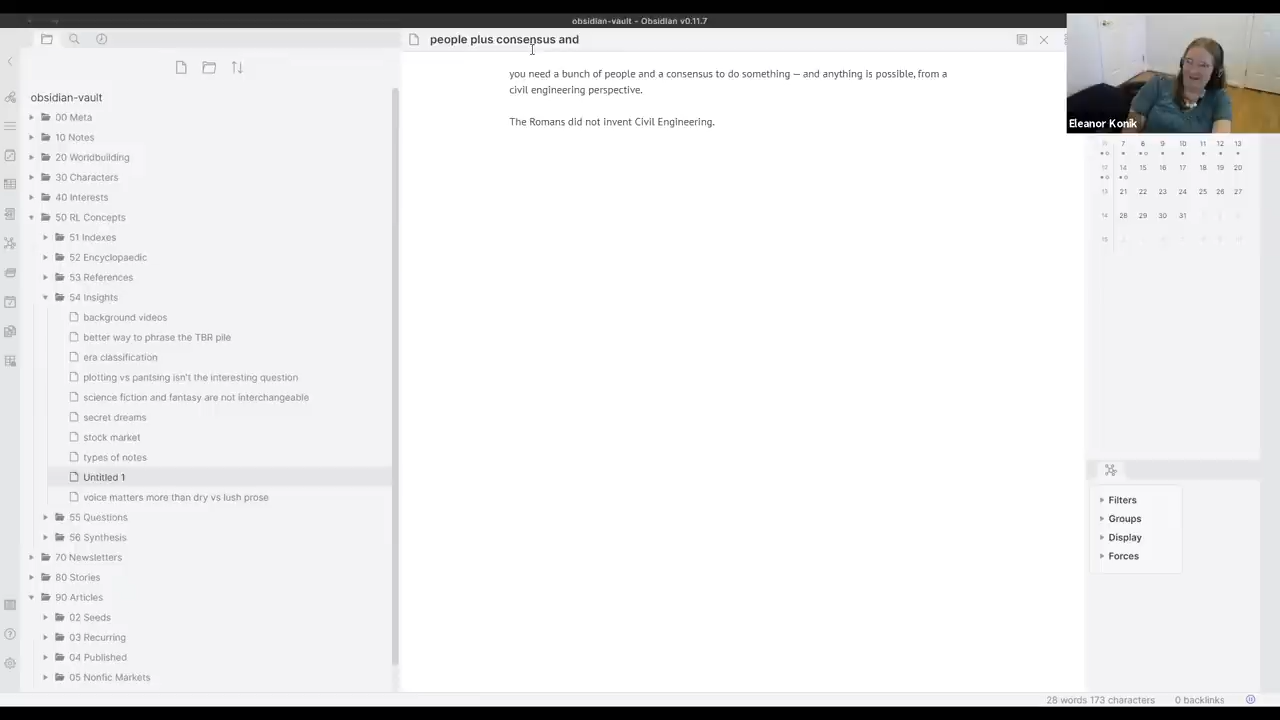 obsidian-vault - Obsidian v0.11.7
people plus consensus and
Eleanor Konik
obsidian-vault
00 Meta
10 Notes
20 Worldbuilding
30 Characters
40 Interests
50 RL Concepts
51 Indexes
52 Encyclopaedic
53 References
54 Insights
background videos
better way to phrase the TBR pile
era classification
plotting vs pantsing isn't the interesting question
science fiction and fantasy are not interchangeable
secret dreams
stock market
types of notes
Untitled 1
voice matters more than dry vs lush prose
55 Questions
56 Synthesis
70 Newsletters
80 Stories
90 Articles
02 Seeds
03 Recurring
04 Published
05 Nonfic Markets
you need a bunch of people and a consensus to do something — and anything is possible, from a
civil engineering perspective.
The Romans did not invent Civil Engineering.
7 8 9 10 11 12 13
14 15 16 17 18 19 20
13 21 22 23 24 25 26 27
14 28 29 30 31
Filters
Groups
Display
Forces
28 words 173 characters 0 backlinks